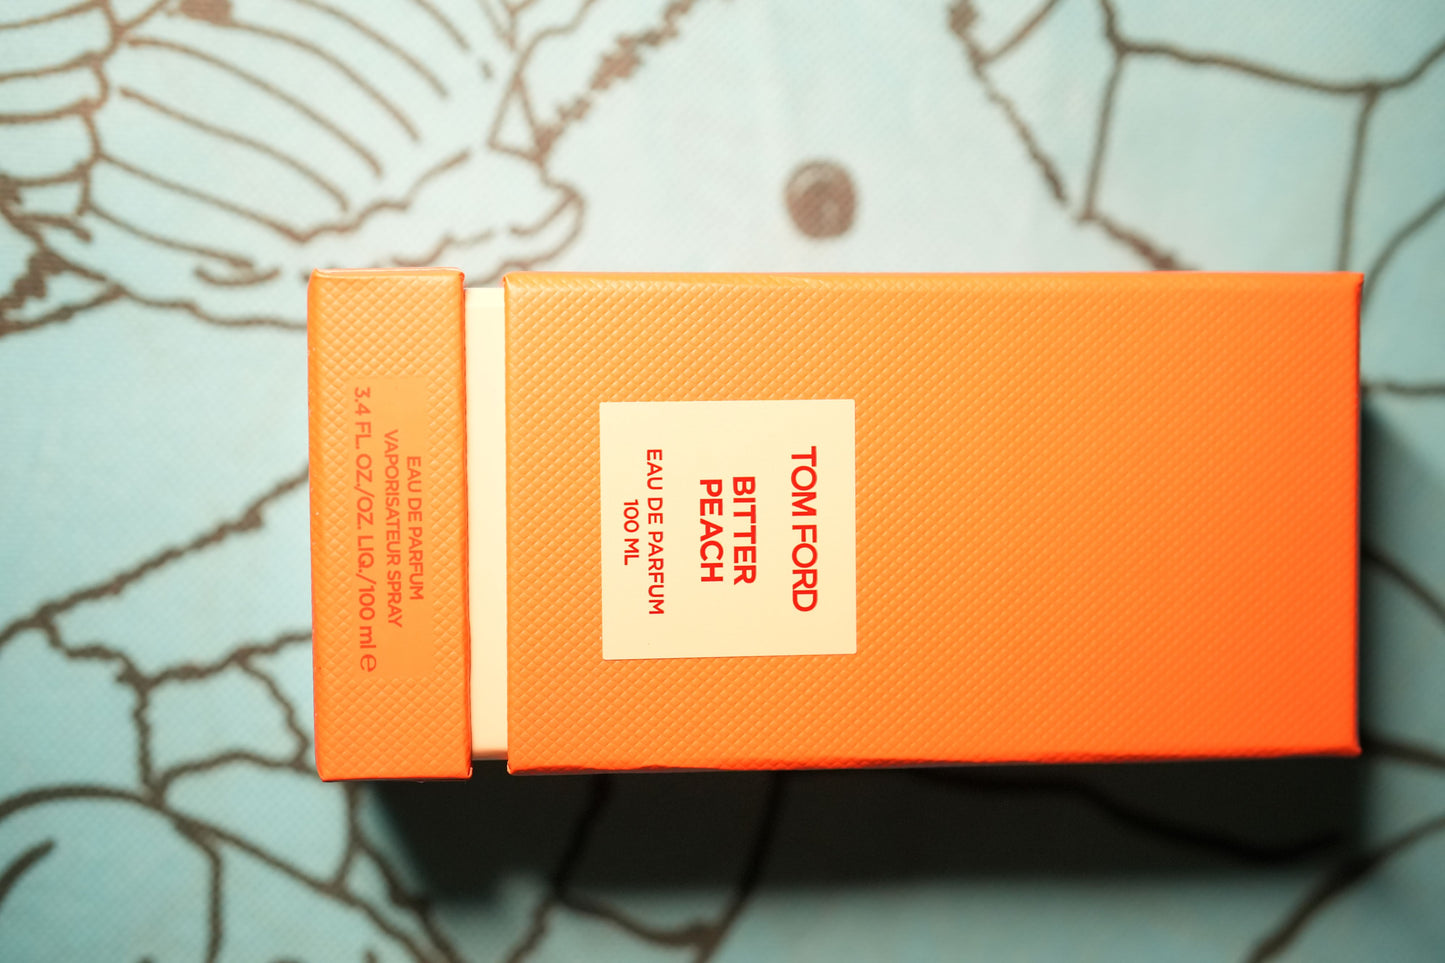 EAU DE PARFUM
VAPORISATEUR SPRAY
3.4 FL. OZ./OZ. LIQ./100 ml ℮
TOM FORD
BITTER
PEACH
EAU DE PARFUM
100 ML